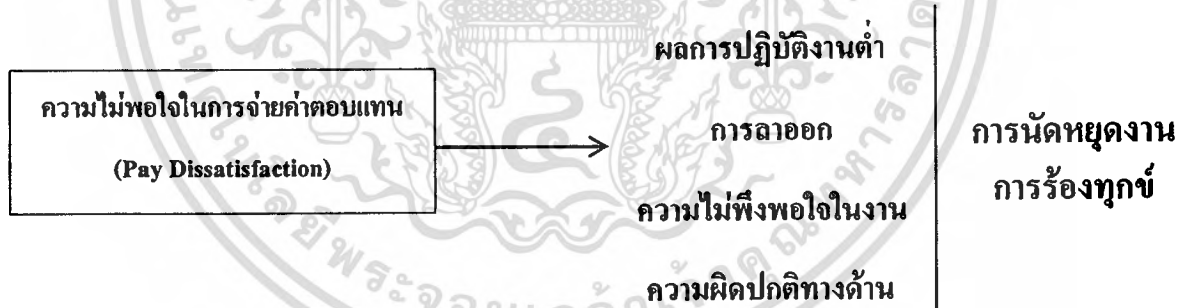 ความไม่พอใจในการจ่ายค่าตอบแทน
(Pay Dissatisfaction)
ผลการปฏิบัติงานต่ำ
การลาออก
ความไม่พึงพอใจในงาน
ความผิดปกติทางด้าน
การนัดหยุดงาน
การร้องทุกข์